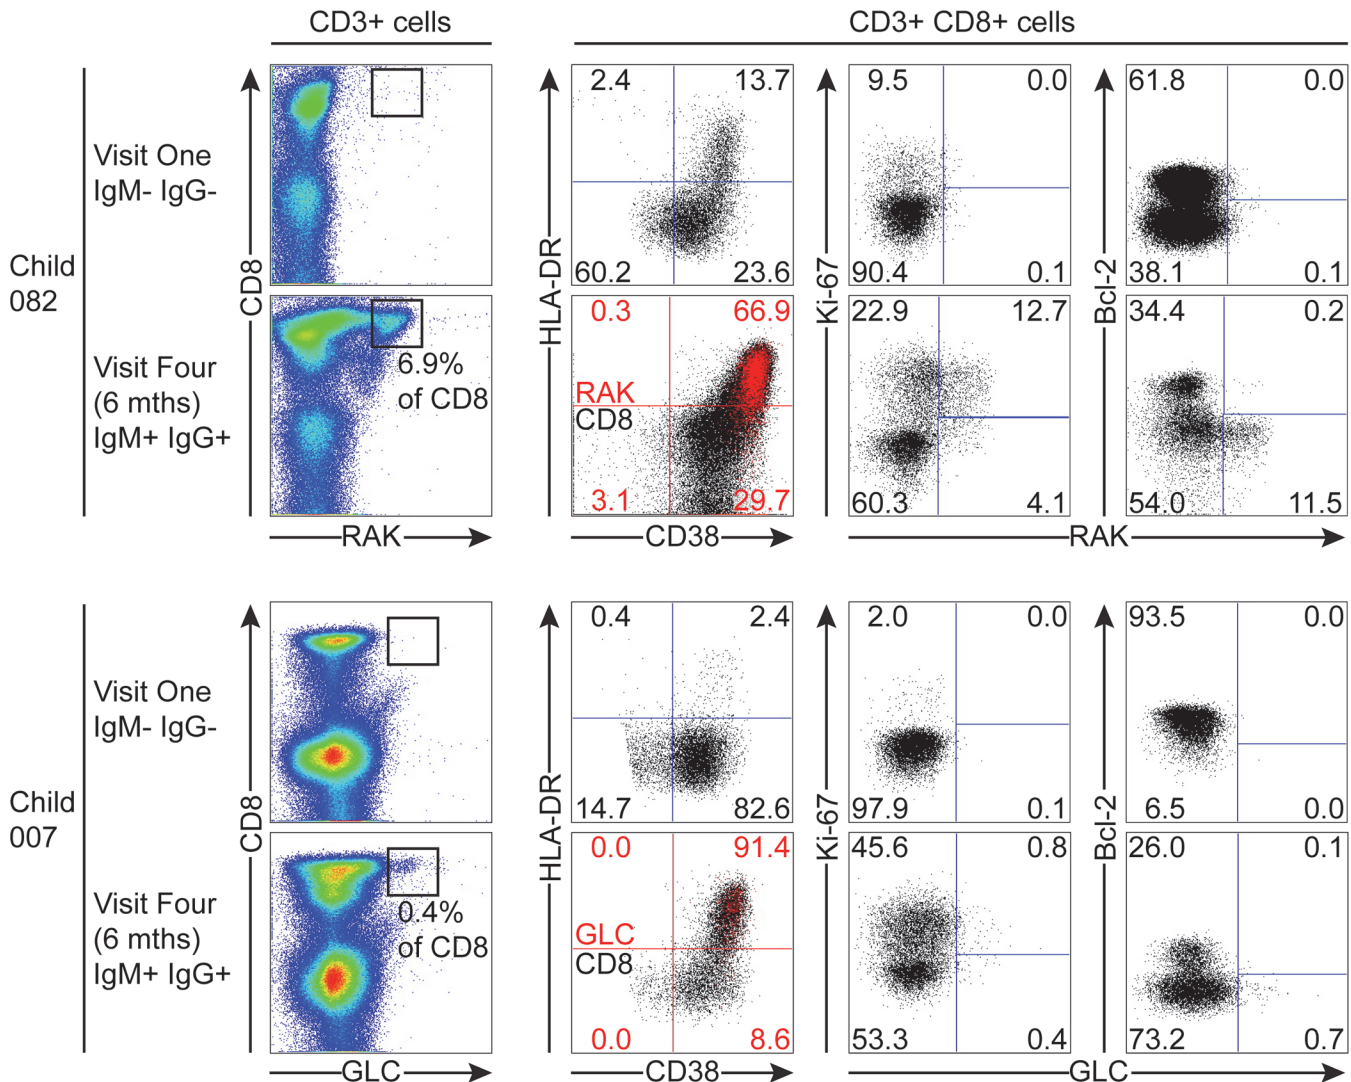 CD3+ cells
CD3+ CD8+ cells
Child
082
Visit One
IgM- IgG-
CD8
HLA-DR
2.4 13.7
60.2 23.6
Ki-67
9.5 0.0
90.4 0.1
Bcl-2
61.8 0.0
38.1 0.1
Visit Four
(6 mths)
IgM+ IgG+
6.9%
of CD8
0.3 66.9
RAK
CD8
3.1 29.7
22.9 12.7
60.3 4.1
34.4 0.2
54.0 11.5
RAK
CD38
RAK
Child
007
Visit One
IgM- IgG-
CD8
HLA-DR
0.4 2.4
14.7 82.6
Ki-67
2.0 0.0
97.9 0.1
Bcl-2
93.5 0.0
6.5 0.0
Visit Four
(6 mths)
IgM+ IgG+
0.4%
of CD8
0.0 91.4
GLC
CD8
0.0 8.6
45.6 0.8
53.3 0.4
26.0 0.1
73.2 0.7
GLC
CD38
GLC